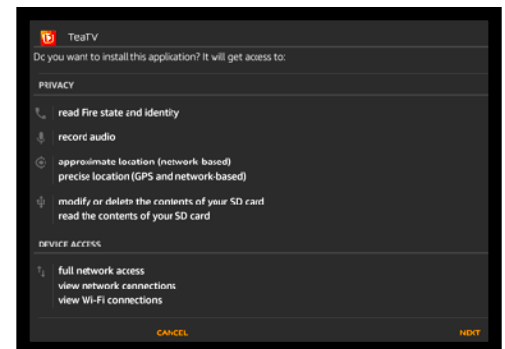 TeaTV
Do you want to install this application? It will get access to:
PRIVACY
read Fire state and identity
record audio
approximate location (network-based)
precise location (GPS and network-based)
modify or delete the contents of your SD card
read the contents of your SD card
DEVICE ACCESS
full network access
view network connections
view Wi-Fi connections
CANCEL
NEXT